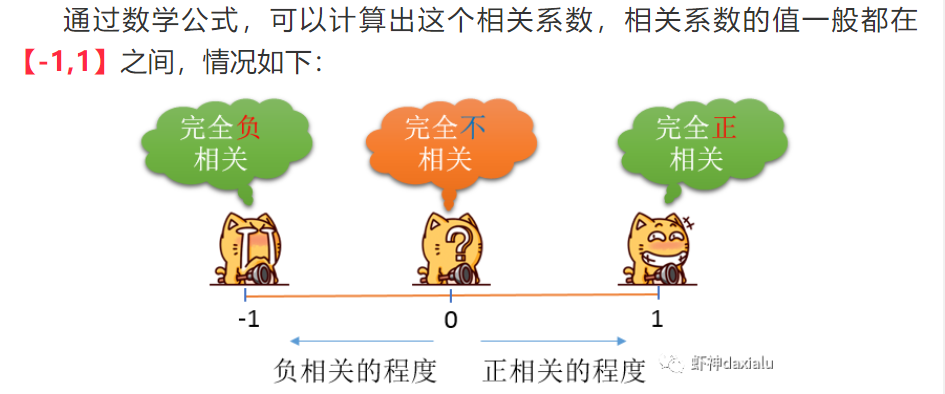 通过数学公式，可以计算出这个相关系数，相关系数的值一般都在
【-1,1】之间，情况如下：
完全负
相关
完全不
相关
完全正
相关
?
-1
0
1
负相关的程度
正相关的程度
虾神daxialu